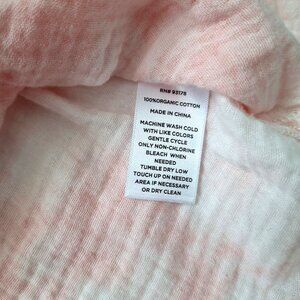 RN# 93178
100%ORGANIC COTTON
MADE IN CHINA
MACHINE WASH COLD
WITH LIKE COLORS
GENTLE CYCLE
ONLY NON-CHLORINE
BLEACH WHEN
NEEDED
TUMBLE DRY LOW
TOUCH UP ON NEEDED
AREA IF NECESSARY
OR DRY CLEAN